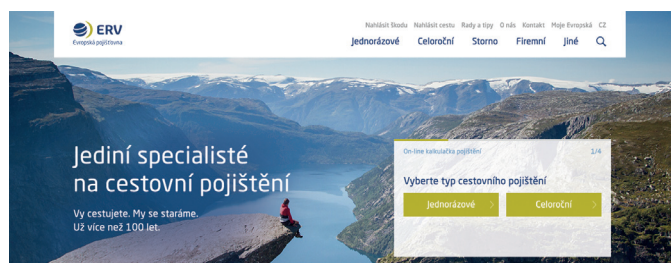 ERV
Evropská pojišťovna
Nahlásit škodu Nahlásit cestu Rady a tipy O nás Kontakt Moje Evropská CZ
Jednorázové Celoroční Storno Firemní Jiné
Jediní specialisté
na cestovní pojištění
Vy cestujete. My se staráme.
Už více než 100 let.
On-line kalkulačka pojištění 1/4
Vyberte typ cestovního pojištění
Jednorázové
Celoroční